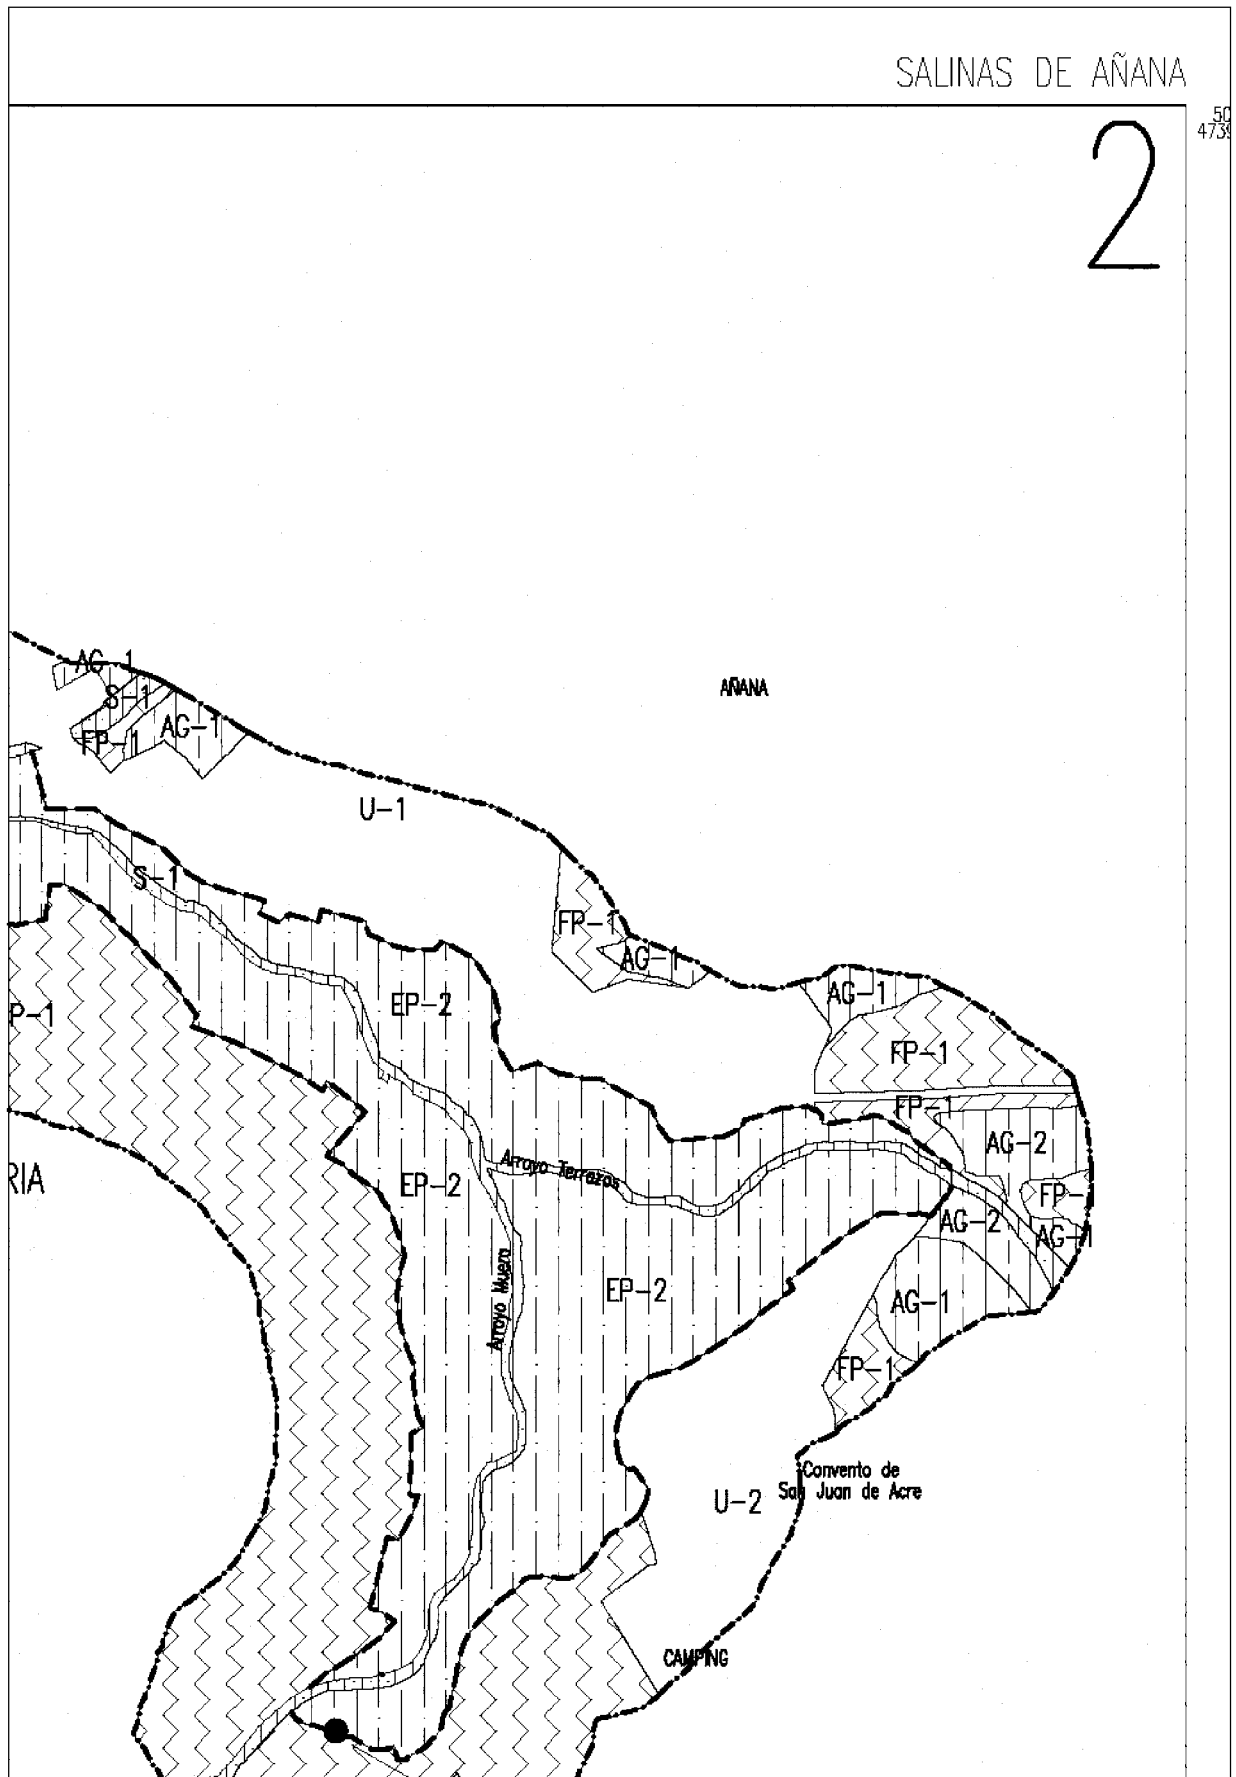 SALINAS DE AÑANA
50
4739
2
AG-1
S-1
AÑANA
AG-1
FP-1
U-1
S-1
FP-1
AG-1
AG-1
EP-2
P-1
FP-1
FP-1
AG-2
Arroyo Terrazos
RIA
EP-2
FP-
AG-2
AG-1
Arroyo Muera
EP-2
AG-1
FP-1
Convento de
San Juan de Acre
U-2
CAMPING